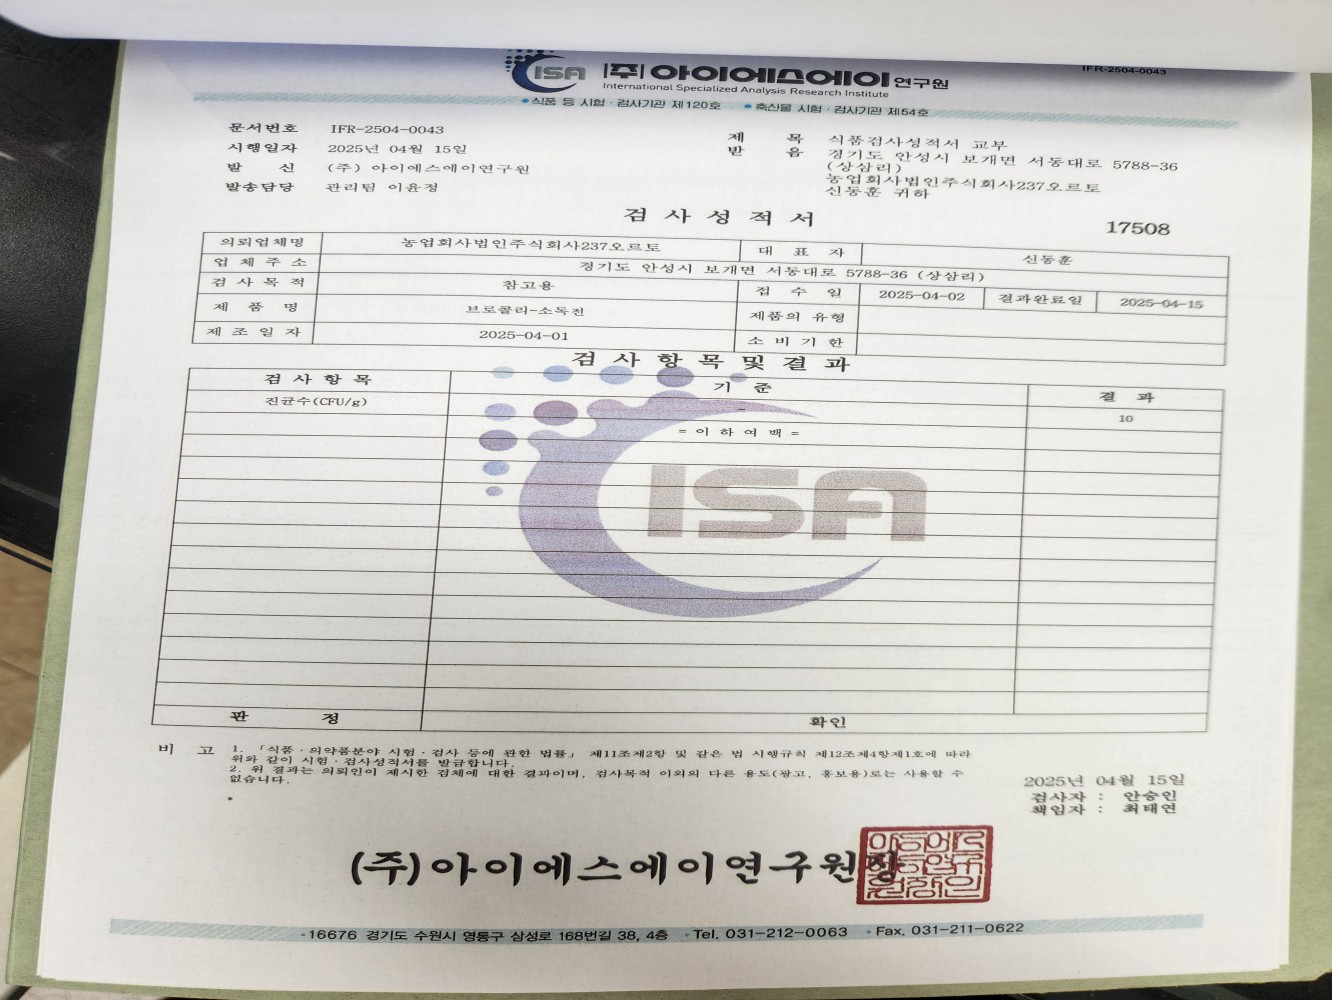 IFR-2504-0043
ISA (주) 아이에스에이 연구원
International Specialized Analysis Research Institute
• 식품 등 시험 · 검사기관 제120호 • 축산물 시험 · 검사기관 제54호
문서번호 IFR-2504-0043
시행일자 2025년 04월 15일
발 신 (주) 아이에스에이연구원
발송담당 관리팀 이윤정
제 목 식품검사성적서 교부
받 음 경기도 안성시 보개면 서동대로 5788-36
(상삼리)
농업회사법인주식회사237오르토
신동훈 귀하
검 사 성 적 서
17508
의뢰업체명 농업회사법인주식회사237오르토 대 표 자 신동훈
업 체 주 소 경기도 안성시 보개면 서동대로 5788-36 (상삼리)
검 사 목 적 참고용 접 수 일 2025-04-02 결과완료일 2025-04-15
제 품 명 브로콜리-소독전 제품의 유형
제 조 일 자 2025-04-01 소 비 기 한
검 사 항 목 및 결 과
검 사 항 목 기 준 결 과
진균수(CFU/g) - 10
= 이 하 여 백 =
ISA
판 정 확인
비 고 1. 「식품 · 의약품분야 시험 · 검사 등에 관한 법률」 제11조제2항 및 같은 법 시행규칙 제12조제4항제1호에 따라
위와 같이 시험 · 검사성적서를 발급합니다.
2. 위 결과는 의뢰인이 제시한 검체에 대한 결과이며, 검사목적 이외의 다른 용도(광고, 홍보용)로는 사용할 수
없습니다.
2025년 04월 15일
검사자 : 안승인
책임자 : 최태연
(주)아이에스에이연구원장
• 16676 경기도 수원시 영통구 삼성로 168번길 38, 4층 • Tel. 031-212-0063 • Fax. 031-211-0622